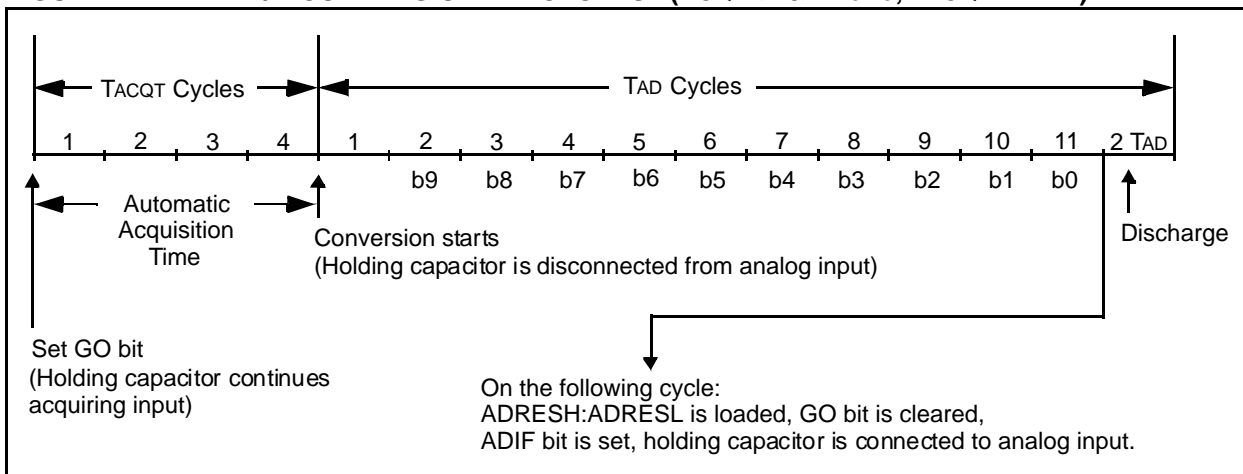 TACQT Cycles
TAD Cycles
1 2 3 4 1 2 3 4 5 6 7 8 9 10 11 2 TAD
b9 b8 b7 b6 b5 b4 b3 b2 b1 b0
Automatic
Acquisition
Time
Conversion starts
(Holding capacitor is disconnected from analog input)
Discharge
Set GO bit
(Holding capacitor continues
acquiring input)
On the following cycle:
ADRESH:ADRESL is loaded, GO bit is cleared,
ADIF bit is set, holding capacitor is connected to analog input.